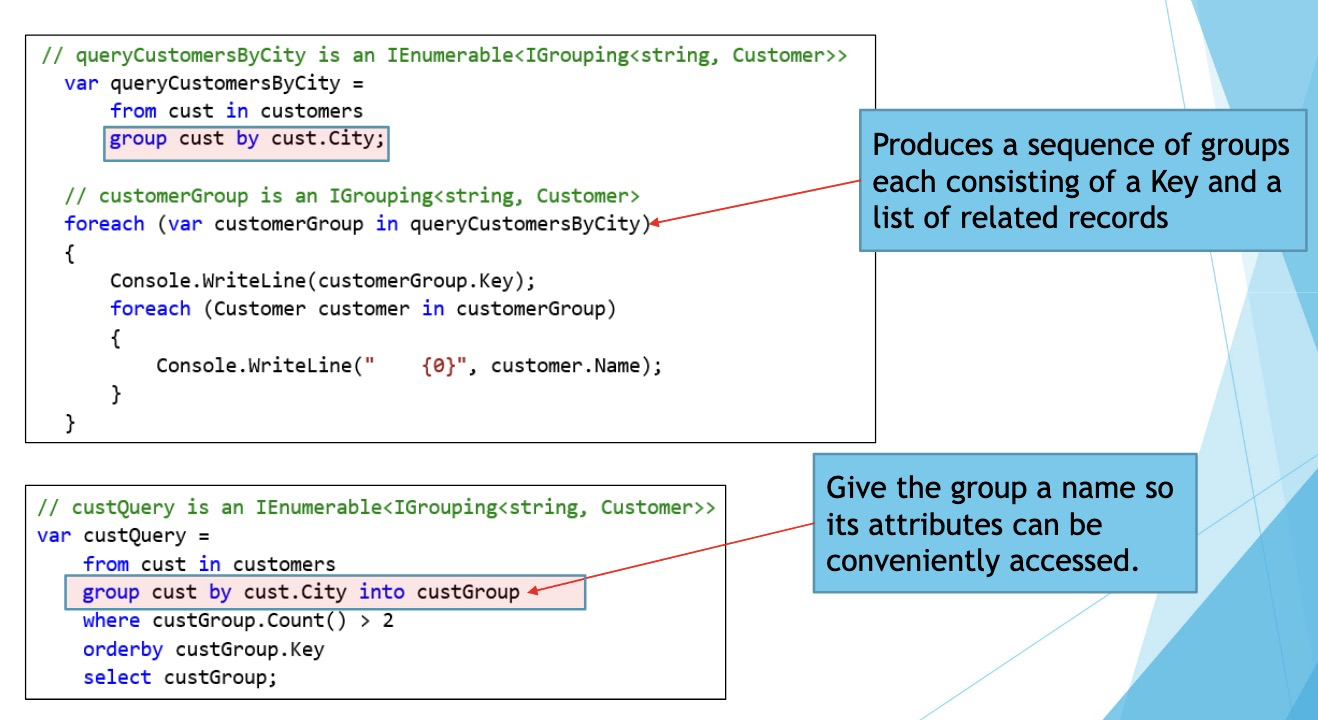 // queryCustomersByCity is an IEnumerable<IGrouping<string, Customer>>
var queryCustomersByCity =
from cust in customers
group cust by cust.City;
// customerGroup is an IGrouping<string, Customer>
foreach (var customerGroup in queryCustomersByCity)
{
Console.WriteLine(customerGroup.Key);
foreach (Customer customer in customerGroup)
{
Console.WriteLine("    {0}", customer.Name);
}
}
Produces a sequence of groups
each consisting of a Key and a
list of related records
// custQuery is an IEnumerable<IGrouping<string, Customer>>
var custQuery =
from cust in customers
group cust by cust.City into custGroup
where custGroup.Count() > 2
orderby custGroup.Key
select custGroup;
Give the group a name so
its attributes can be
conveniently accessed.